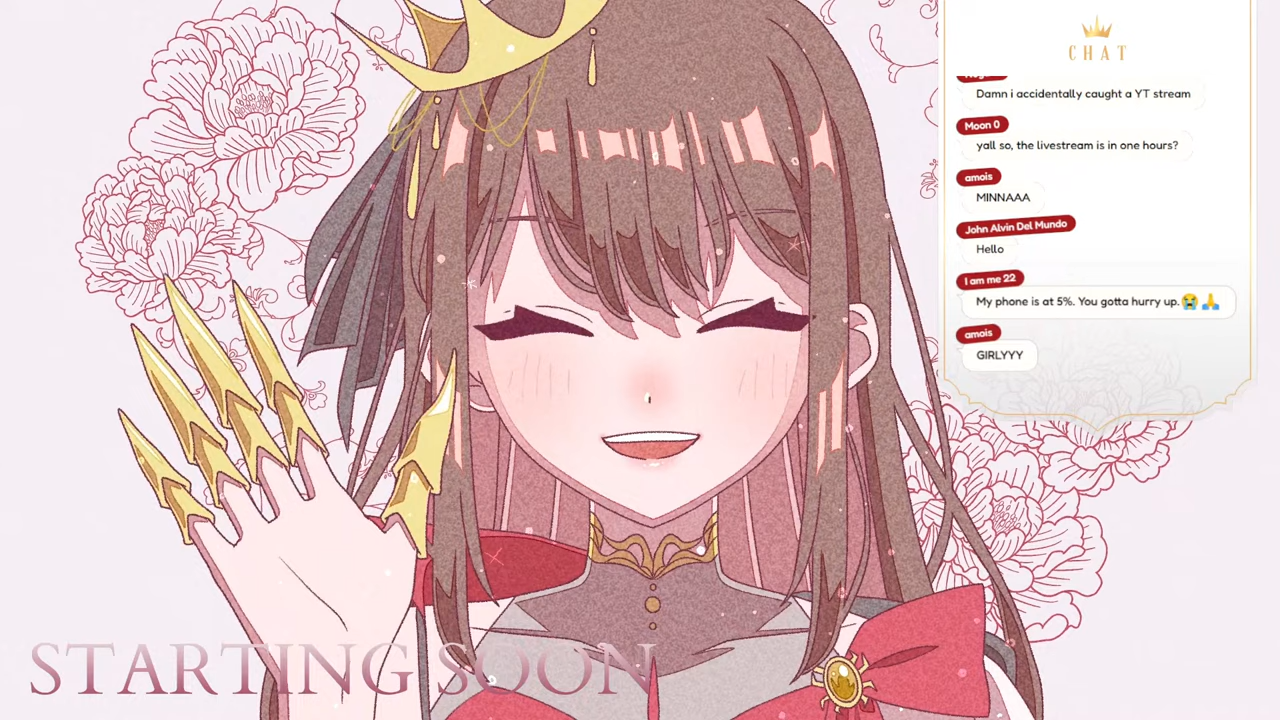 CHAT
Damn i accidentally caught a YT stream
Moon 0
yall so, the livestream is in one hours?
amois
MINNAAA
John Alvin Del Mundo
Hello
I am me 22
My phone is at 5%. You gotta hurry up.😭🙏
amois
GIRLYYY
STARTING SOON